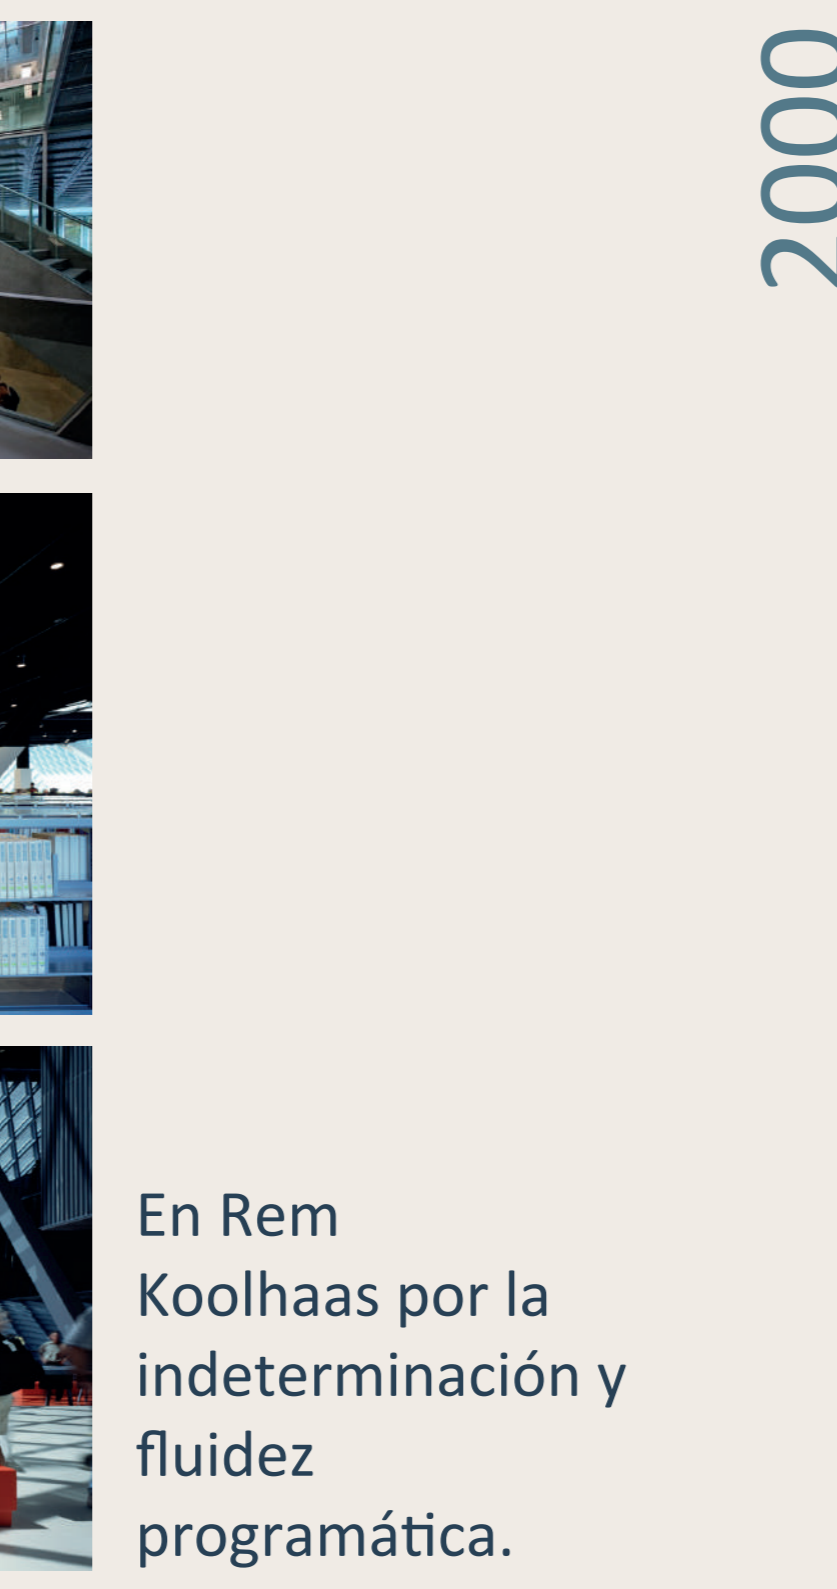 2000
En Rem
Koolhaas por la
indeterminación y
fluidez
programática.